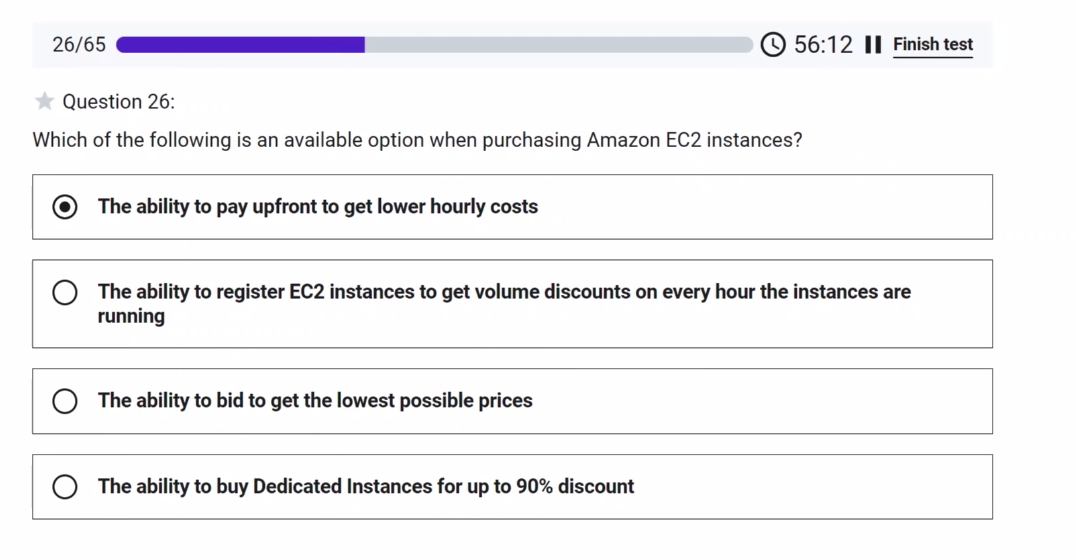 26/65 56:12 Finish test
Question 26:
Which of the following is an available option when purchasing Amazon EC2 instances?
The ability to pay upfront to get lower hourly costs
The ability to register EC2 instances to get volume discounts on every hour the instances are
running
The ability to bid to get the lowest possible prices
The ability to buy Dedicated Instances for up to 90% discount